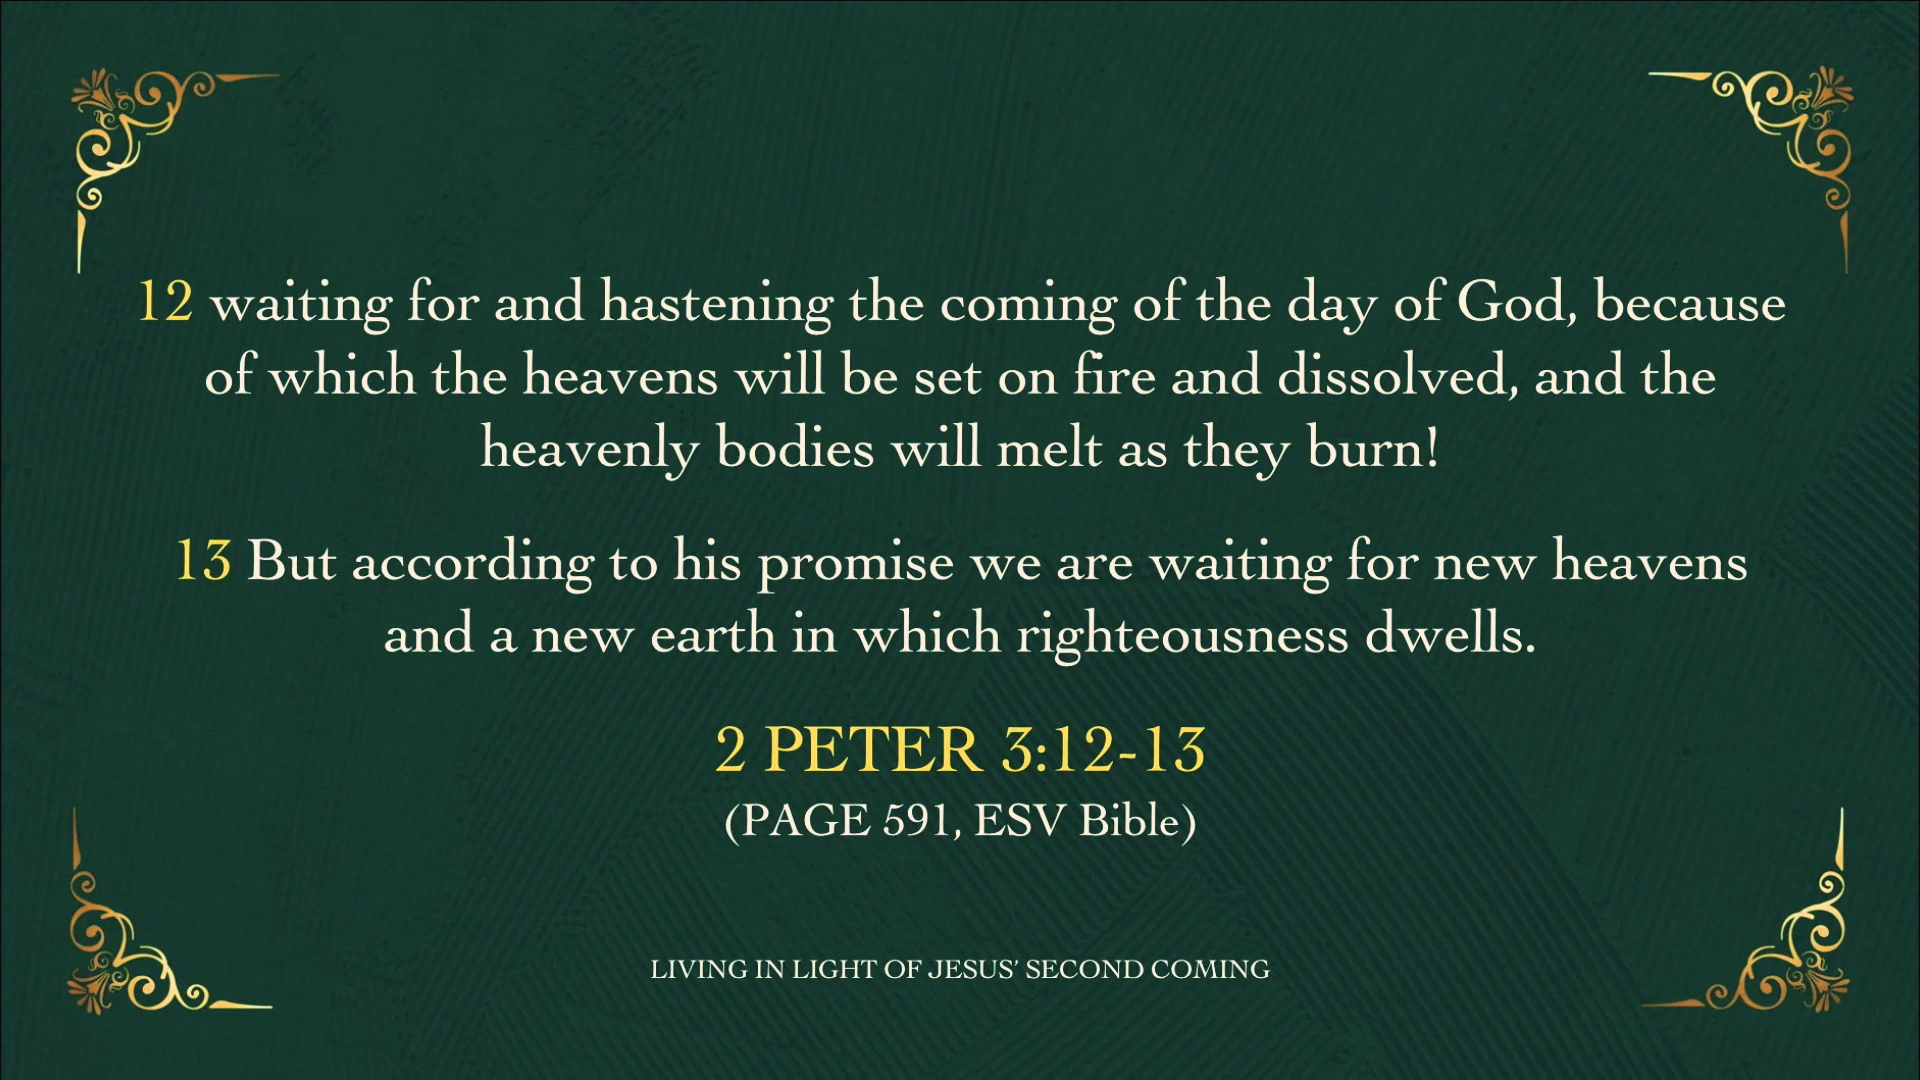 12 waiting for and hastening the coming of the day of God, because
of which the heavens will be set on fire and dissolved, and the
heavenly bodies will melt as they burn!
13 But according to his promise we are waiting for new heavens
and a new earth in which righteousness dwells.
2 PETER 3:12-13
(PAGE 591, ESV Bible)
LIVING IN LIGHT OF JESUS’ SECOND COMING